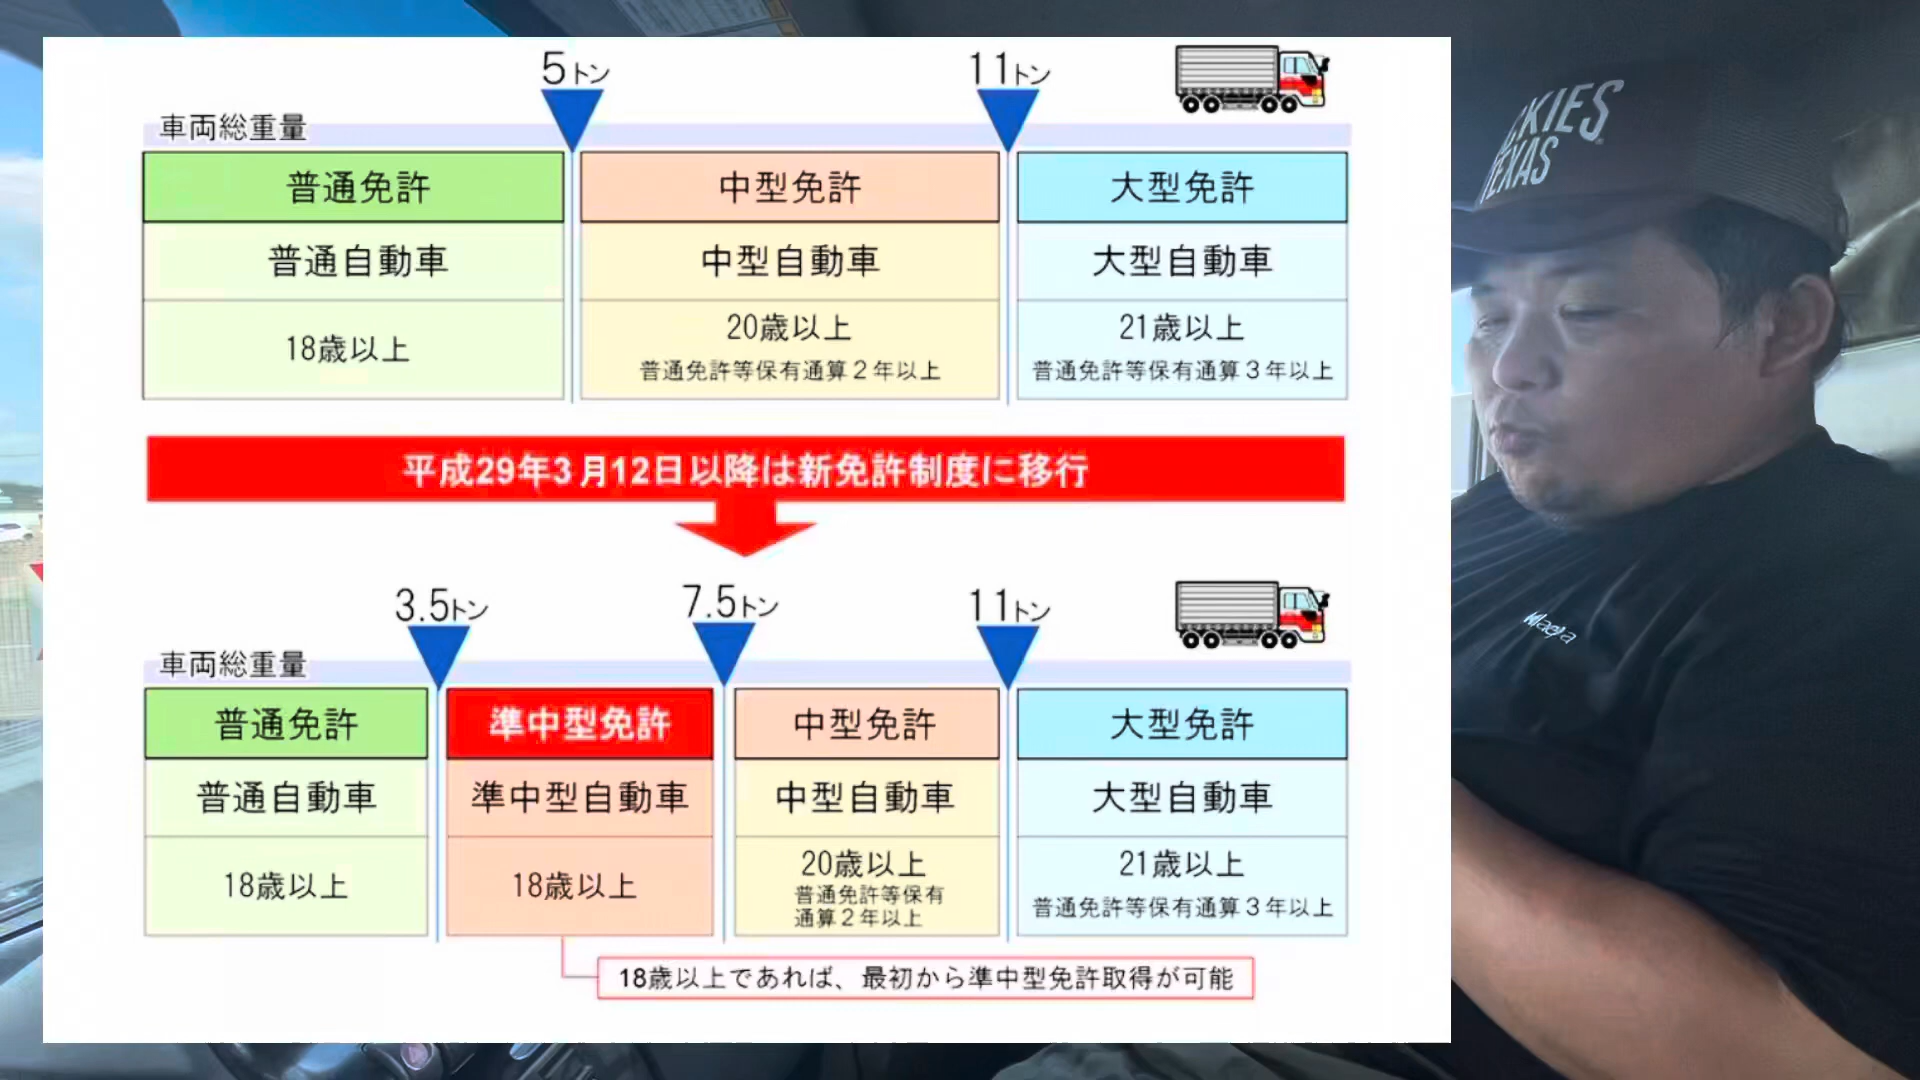 5トン
11トン
車両総重量
普通免許
中型免許
大型免許
普通自動車
中型自動車
大型自動車
18歳以上
20歳以上
普通免許等保有通算2年以上
21歳以上
普通免許等保有通算3年以上
平成29年3月12日以降は新免許制度に移行
3.5トン
7.5トン
11トン
車両総重量
普通免許
準中型免許
中型免許
大型免許
普通自動車
準中型自動車
中型自動車
大型自動車
18歳以上
18歳以上
20歳以上
普通免許等保有
通算2年以上
21歳以上
普通免許等保有通算3年以上
18歳以上であれば、最初から準中型免許取得が可能
CKIES
TEXAS